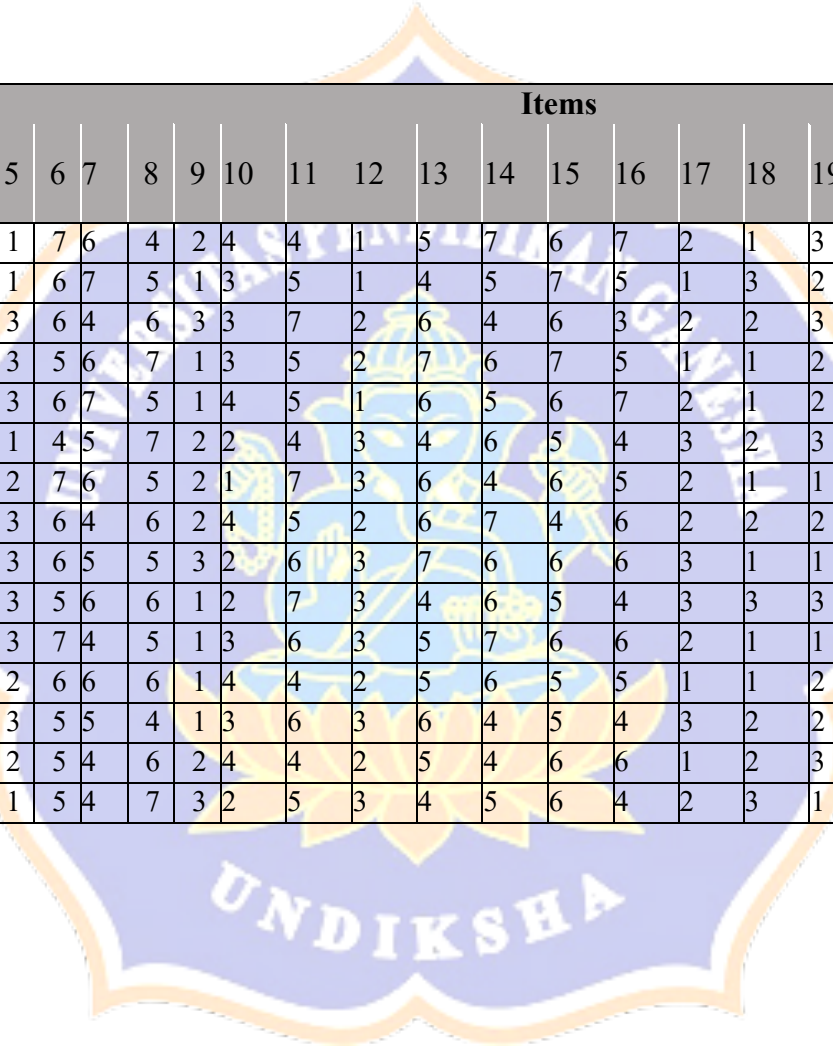 Items
5 6 7 8 9 10 11 12 13 14 15 16 17 18 19
1 7 6 4 2 4 4 1 5 7 6 7 2 1 3
1 6 7 5 1 3 5 1 4 5 7 5 1 3 2
3 6 4 6 3 3 7 2 6 4 6 3 2 2 3
3 5 6 7 1 3 5 2 7 6 7 5 1 1 2
3 6 7 5 1 4 5 1 6 5 6 7 2 1 2
1 4 5 7 2 2 4 3 4 6 5 4 3 2 3
2 7 6 5 2 1 7 3 6 4 6 5 2 1 1
3 6 4 6 2 4 5 2 6 7 4 6 2 2 2
3 6 5 5 3 2 6 3 7 6 6 6 3 1 1
3 5 6 6 1 2 7 3 4 6 5 4 3 3 3
3 7 4 5 1 3 6 3 5 7 6 6 2 1 1
2 6 6 6 1 4 4 2 5 6 5 5 1 1 2
3 5 5 4 1 3 6 3 6 4 5 4 3 2 2
2 5 4 6 2 4 4 2 5 4 6 6 1 2 3
1 5 4 7 3 2 5 3 4 5 6 4 2 3 1
UNIVERSITAS PENDIDIKAN GANESHA
UNDIKSHA